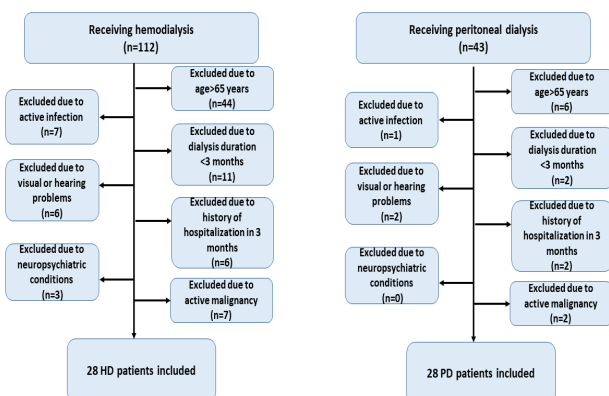 Receiving hemodialysis
(n=112)
Excluded due to
age>65 years
(n=44)
Excluded due to
active infection
(n=7)
Excluded due to
dialysis duration
<3 months
(n=11)
Excluded due to
visual or hearing
problems
(n=6)
Excluded due to
history of
hospitalization in 3
months
(n=6)
Excluded due to
neuropsychiatric
conditions
(n=3)
Excluded due to
active malignancy
(n=7)
28 HD patients included
Receiving peritoneal dialysis
(n=43)
Excluded due to
age>65 years
(n=6)
Excluded due to
active infection
(n=1)
Excluded due to
dialysis duration
<3 months
(n=2)
Excluded due to
visual or hearing
problems
(n=2)
Excluded due to
history of
hospitalization in 3
months
(n=2)
Excluded due to
neuropsychiatric
conditions
(n=0)
Excluded due to
active malignancy
(n=2)
28 PD patients included